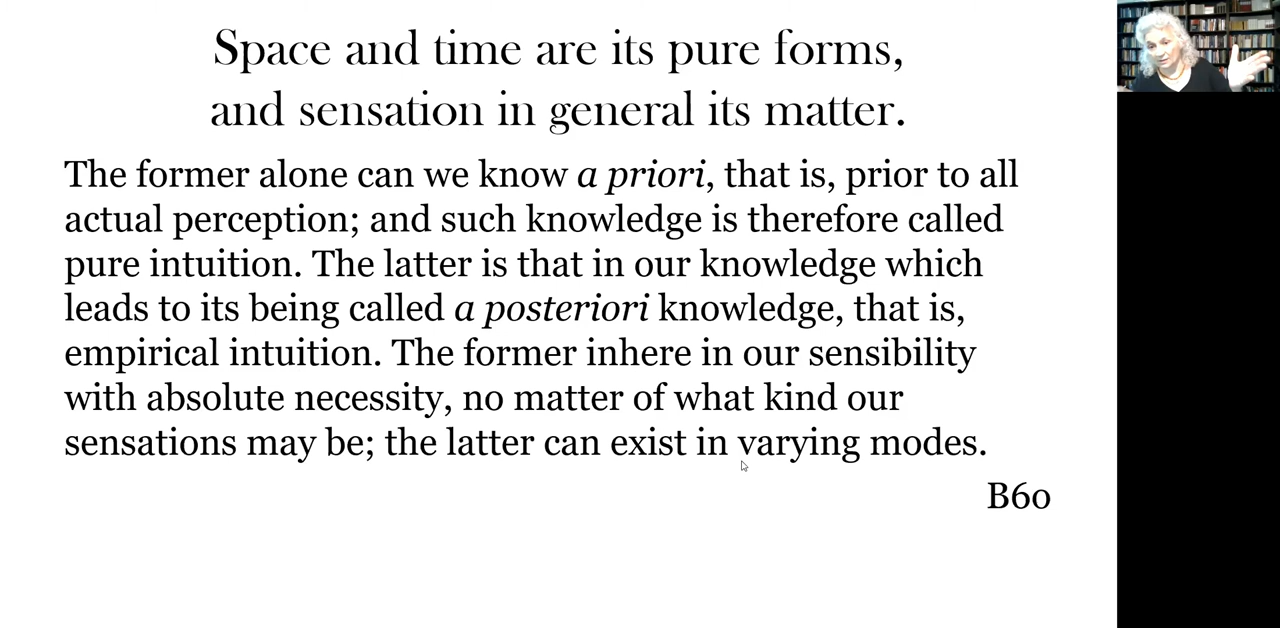 Space and time are its pure forms,
and sensation in general its matter.
The former alone can we know a priori, that is, prior to all
actual perception; and such knowledge is therefore called
pure intuition. The latter is that in our knowledge which
leads to its being called a posteriori knowledge, that is,
empirical intuition. The former inhere in our sensibility
with absolute necessity, no matter of what kind our
sensations may be; the latter can exist in varying modes.
B60